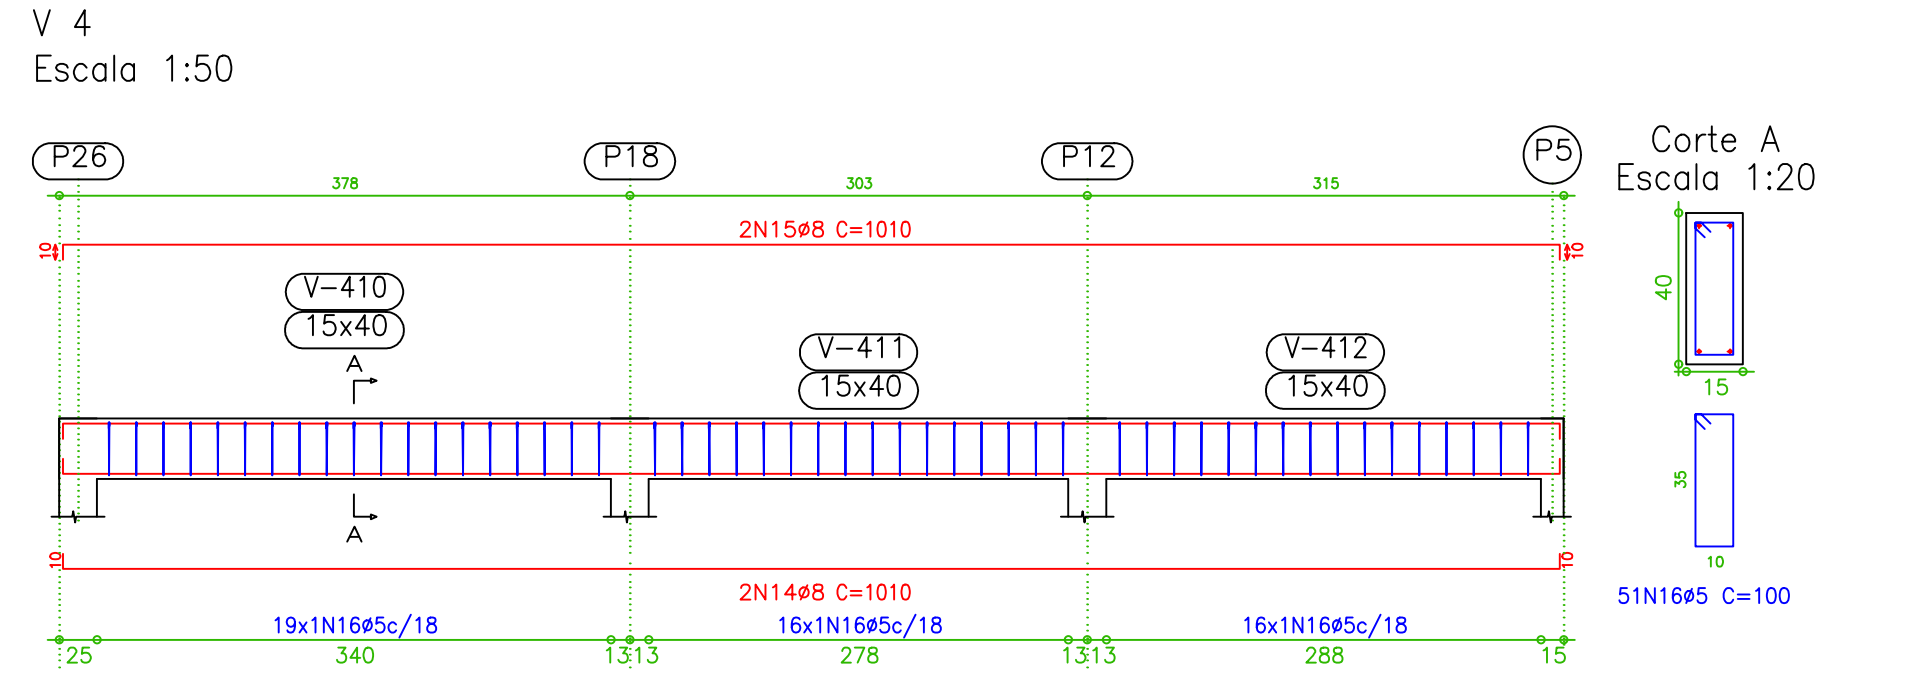 V 4
Escala 1:50
P26
P18
P12
P5
Corte A
Escala 1:20
378
303
315
2N15ø8 C=1010
10
10
V-410
15x40
V-411
15x40
V-412
15x40
A
A
40
15
35
10
51N16ø5 C=100
10
10
2N14ø8 C=1010
19x1N16ø5c/18
16x1N16ø5c/18
16x1N16ø5c/18
25
340
13
13
278
13
13
288
15